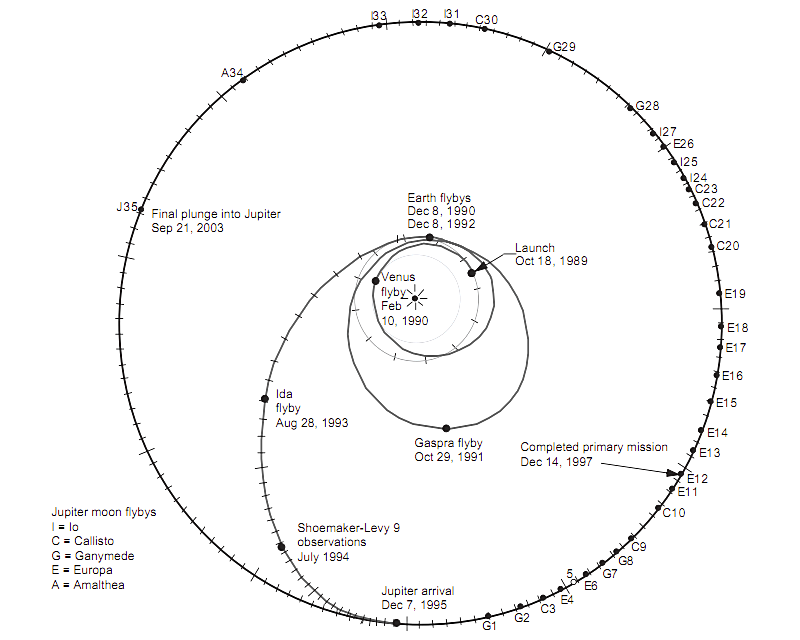 I33
I32
I31
C30
G29
A34
G28
I27
E26
I25
I24
C23
C22
C21
C20
J35
Final plunge into Jupiter
Sep 21, 2003
Earth flybys
Dec 8, 1990
Dec 8, 1992
Launch
Oct 18, 1989
Venus
flyby
Feb
10, 1990
E19
E18
E17
E16
E15
E14
E13
E12
E11
C10
C9
G8
G7
E6
5
E4
C3
G2
G1
Ida
flyby
Aug 28, 1993
Gaspra flyby
Oct 29, 1991
Completed primary mission
Dec 14, 1997
Shoemaker-Levy 9
observations
July 1994
Jupiter arrival
Dec 7, 1995
Jupiter moon flybys
I = Io
C = Callisto
G = Ganymede
E = Europa
A = Amalthea